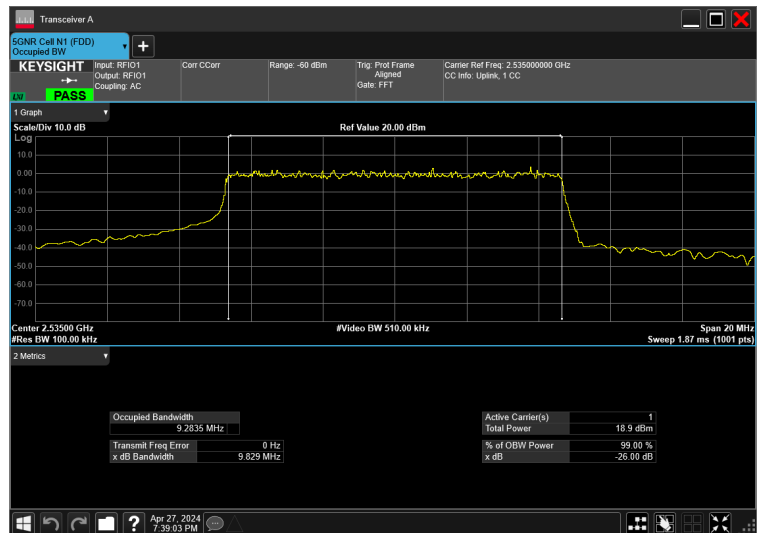 Transceiver A
5GNR Cell N1 (FDD)
Occupied BW
KEYSIGHT
LXI
PASS
Input: RFIO1
Output: RFIO1
Coupling: AC
Corr CCorr
Range: -60 dBm
Trig: Prot Frame
Aligned
Gate: FFT
Carrier Ref Freq: 2.535000000 GHz
CC Info: Uplink, 1 CC
1 Graph
Scale/Div 10.0 dB
Ref Value 20.00 dBm
Log
10.0
0.00
-10.0
-20.0
-30.0
-40.0
-50.0
-60.0
-70.0
Center 2.53500 GHz
#Video BW 510.00 kHz
Span 20 MHz
#Res BW 100.00 kHz
Sweep 1.87 ms (1001 pts)
2 Metrics
Occupied Bandwidth
9.2835 MHz
Transmit Freq Error 0 Hz
x dB Bandwidth 9.829 MHz
Active Carrier(s) 1
Total Power 18.9 dBm
% of OBW Power 99.00 %
x dB -26.00 dB
?
Apr 27, 2024
7:39:03 PM